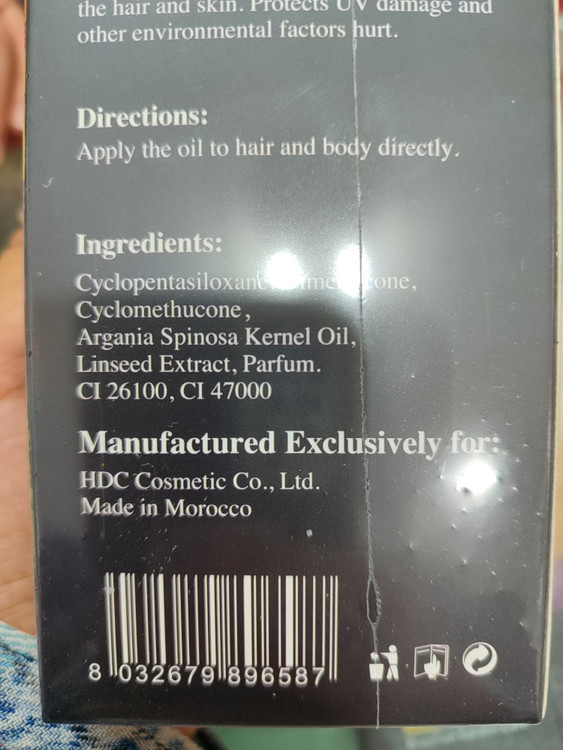 the hair and skin. Protects UV damage and
other environmental factors hurt.
Directions:
Apply the oil to hair and body directly.
Ingredients:
Cyclopentasiloxane
Cyclomethucone,
Argania Spinosa Kernel Oil,
Linseed Extract, Parfum.
CI 26100, CI 47000
Manufactured Exclusively for:
HDC Cosmetic Co., Ltd.
Made in Morocco
8 032679 896587